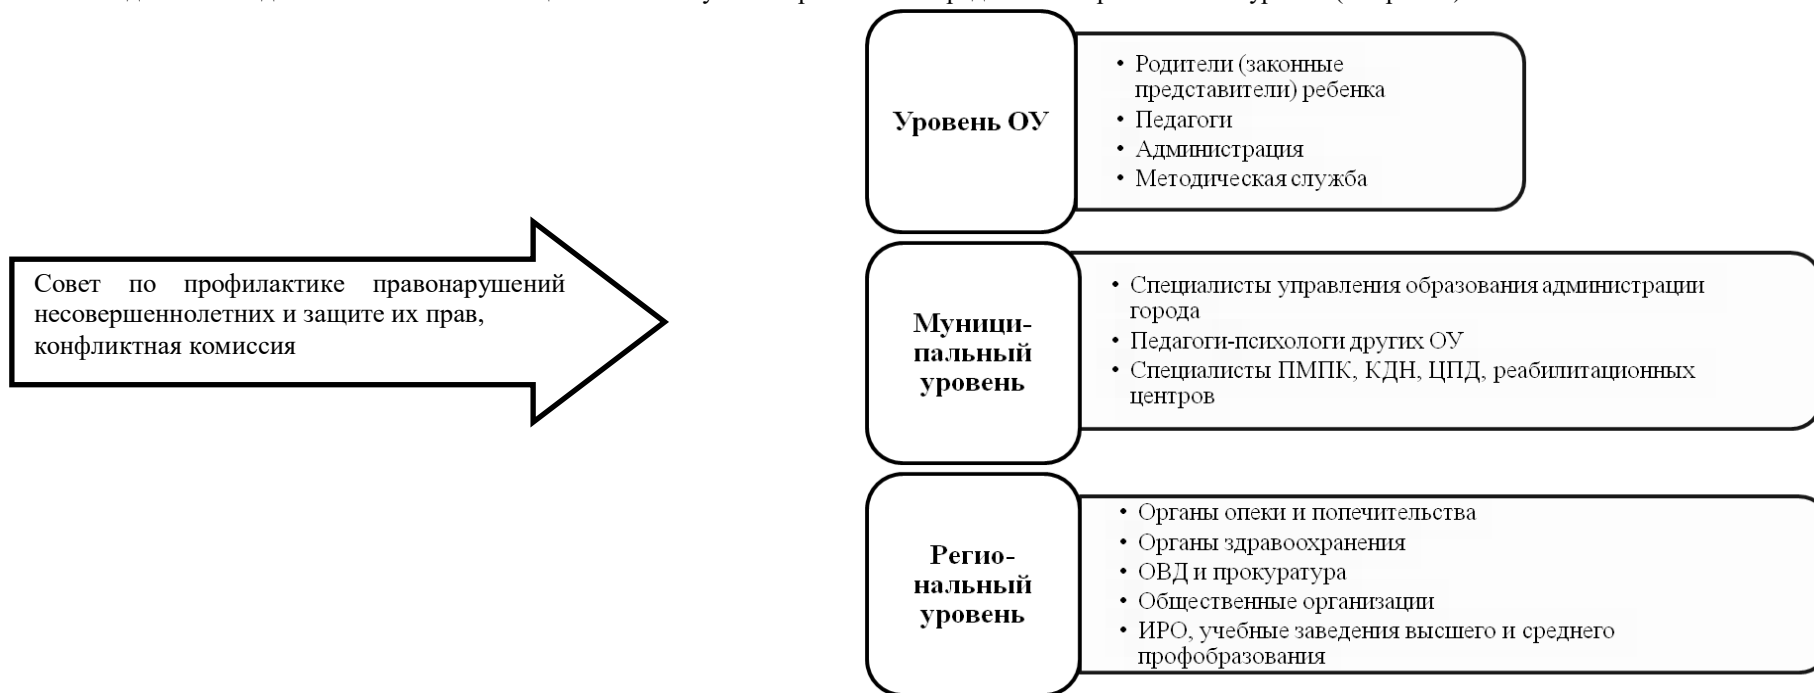 Совет по профилактике правонарушений
несовершеннолетних и защите их прав,
конфликтная комиссия
Уровень ОУ
• Родители (законные
представители) ребенка
• Педагоги
• Администрация
• Методическая служба
Муници-
пальный
уровень
• Специалисты управления образования администрации
города
• Педагоги-психологи других ОУ
• Специалисты ПМПК, КДН, ЦПД, реабилитационных
центров
Регио-
нальный
уровень
• Органы опеки и попечительства
• Органы здравоохранения
• ОВД и прокуратура
• Общественные организации
• ИРО, учебные заведения высшего и среднего
профобразования